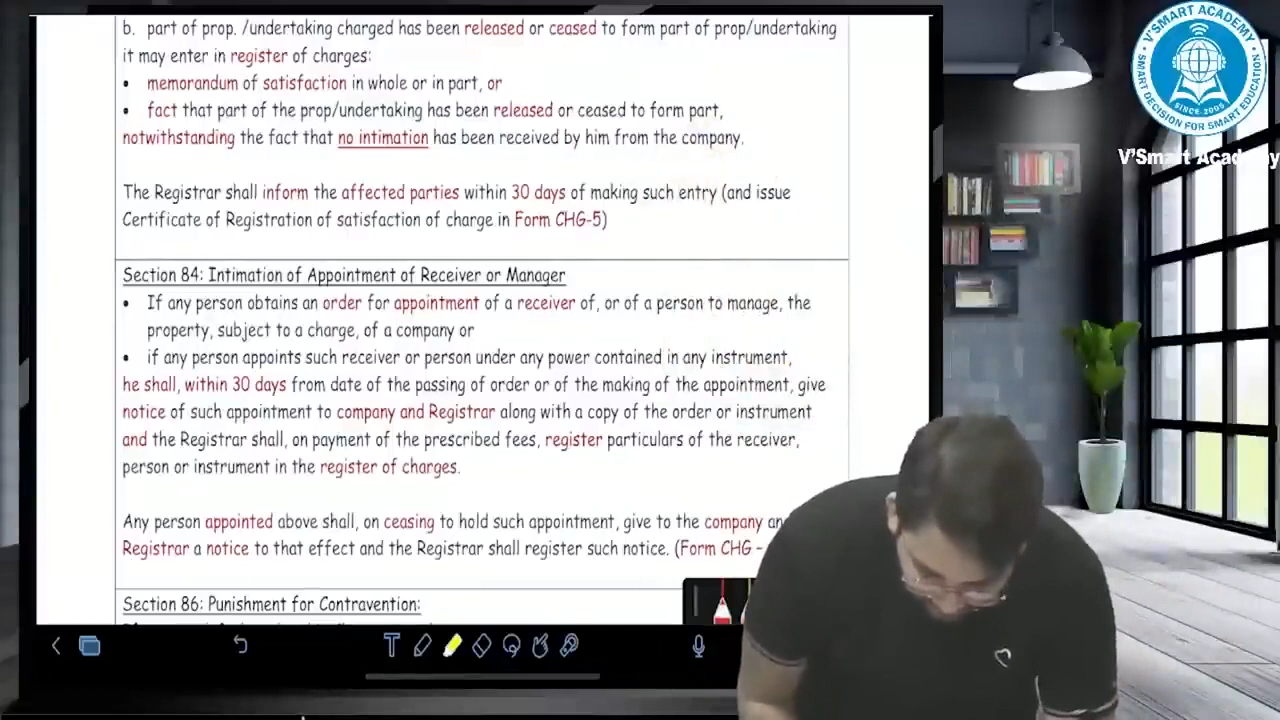 b. part of prop. /undertaking charged has been released or ceased to form part of prop/undertaking
it may enter in register of charges:
• memorandum of satisfaction in whole or in part, or
• fact that part of the prop/undertaking has been released or ceased to form part,
notwithstanding the fact that no intimation has been received by him from the company.
The Registrar shall inform the affected parties within 30 days of making such entry (and issue
Certificate of Registration of satisfaction of charge in Form CHG-5)
Section 84: Intimation of Appointment of Receiver or Manager
• If any person obtains an order for appointment of a receiver of, or of a person to manage, the
property, subject to a charge, of a company or
• if any person appoints such receiver or person under any power contained in any instrument,
he shall, within 30 days from date of the passing of order or of the making of the appointment, give
notice of such appointment to company and Registrar along with a copy of the order or instrument
and the Registrar shall, on payment of the prescribed fees, register particulars of the receiver,
person or instrument in the register of charges.
Any person appointed above shall, on ceasing to hold such appointment, give to the company
Registrar a notice to that effect and the Registrar shall register such notice. (Form CHG -
Section 86: Punishment for Contravention:
V'SMART ACADEMY
SMART DECISION FOR SMART EDUCATION
SINCE 2005
V'Smart Academy